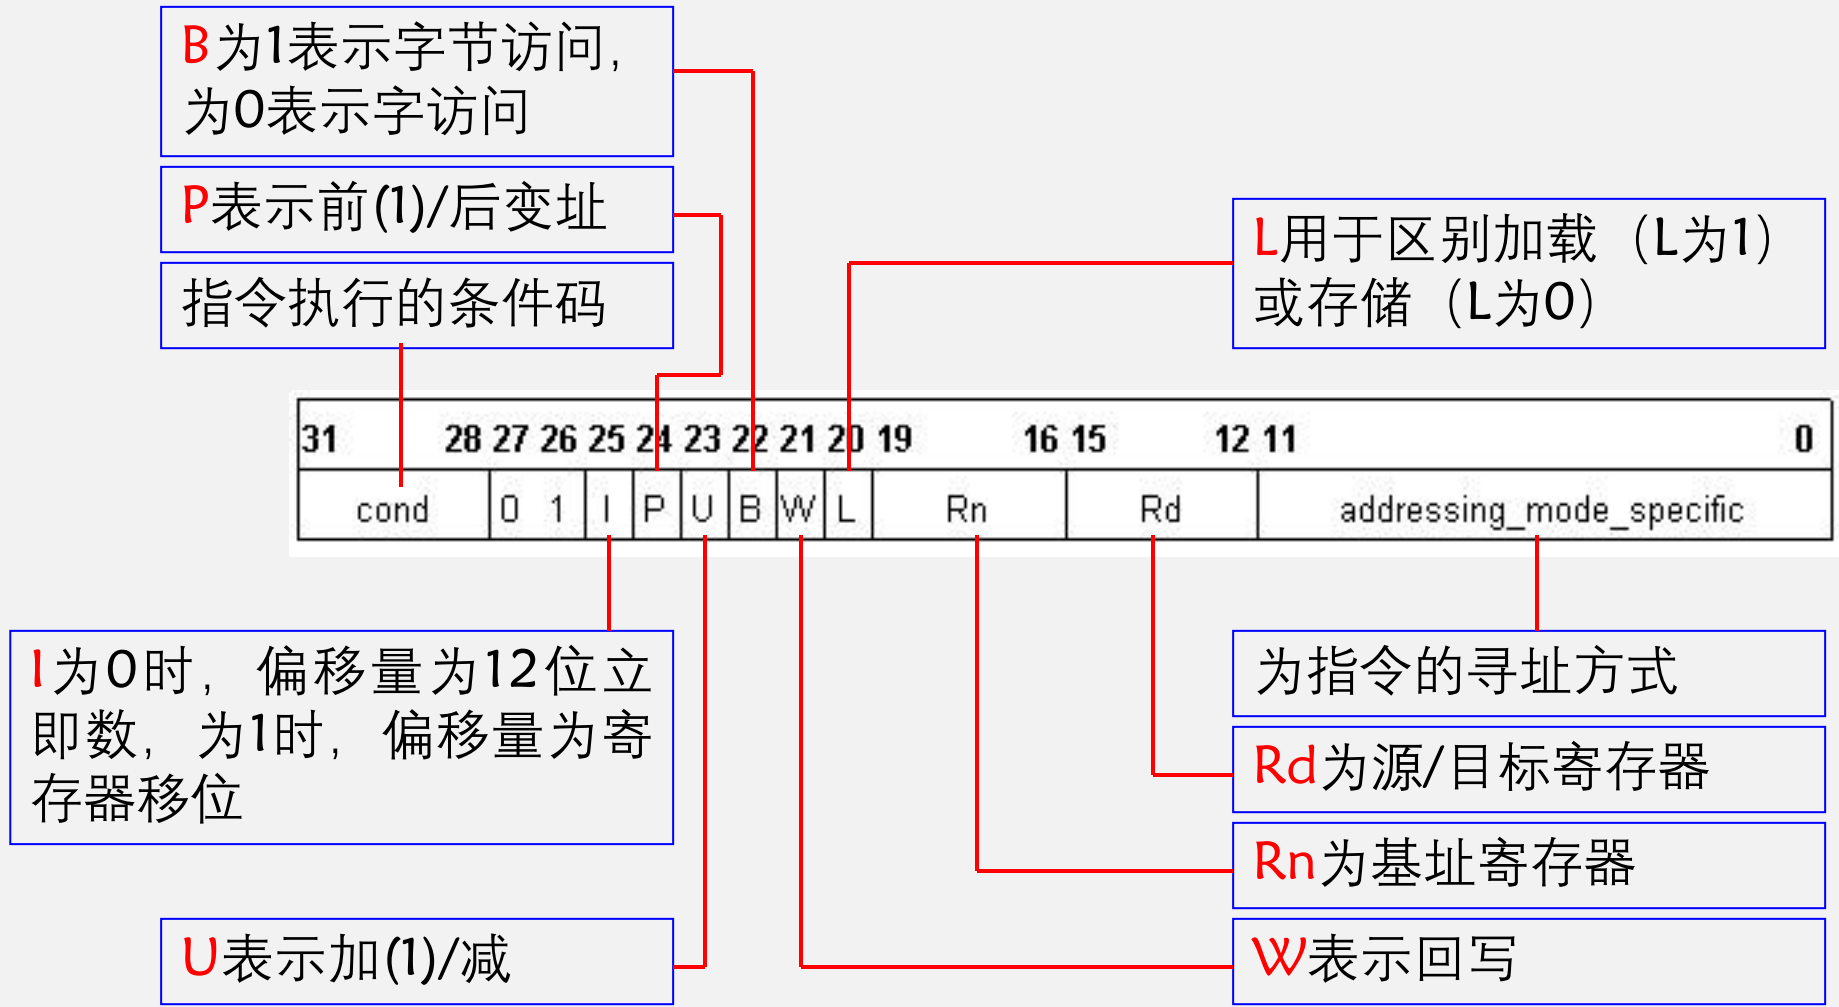 B为1表示字节访问，
为0表示字访问
P表示前(1)/后变址
指令执行的条件码
L用于区别加载（L为1）
或存储（L为0）
31 28 27 26 25 24 23 22 21 20 19 16 15 12 11 0
cond 0 1 I P U B W L Rn Rd addressing_mode_specific
I为0时，偏移量为12位立
即数，为1时，偏移量为寄
存器移位
为指令的寻址方式
Rd为源/目标寄存器
Rn为基址寄存器
U表示加(1)/减
W表示回写